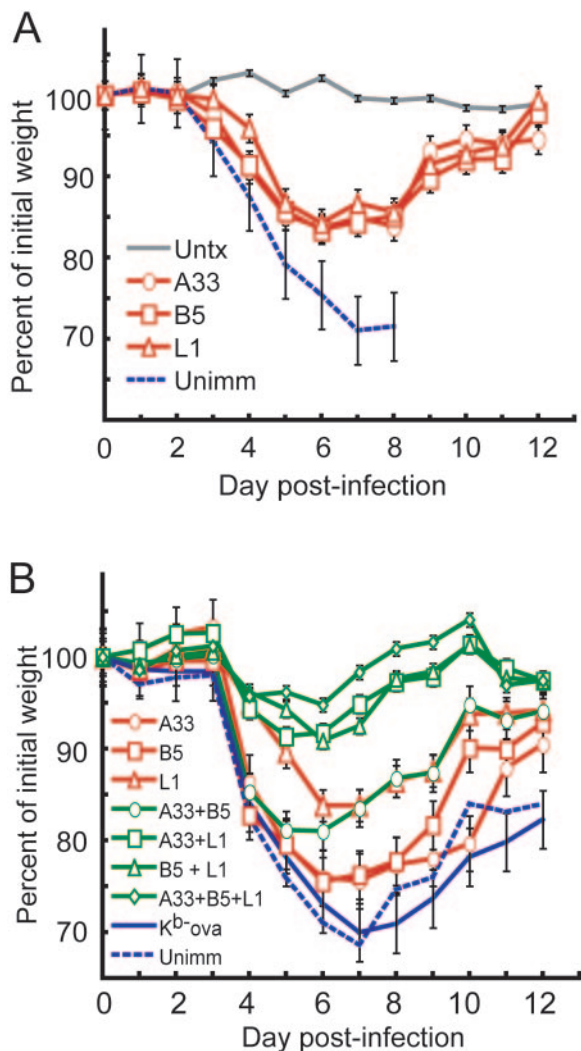 A
Percent of initial weight
100
90
80
70
Untx
A33
B5
L1
Unimm
0 2 4 6 8 10 12
Day post-infection
B
Percent of initial weight
100
90
80
70
A33
B5
L1
A33+B5
A33+L1
B5 + L1
A33+B5+L1
Kᵇ-ova
Unimm
0 2 4 6 8 10 12
Day post-infection